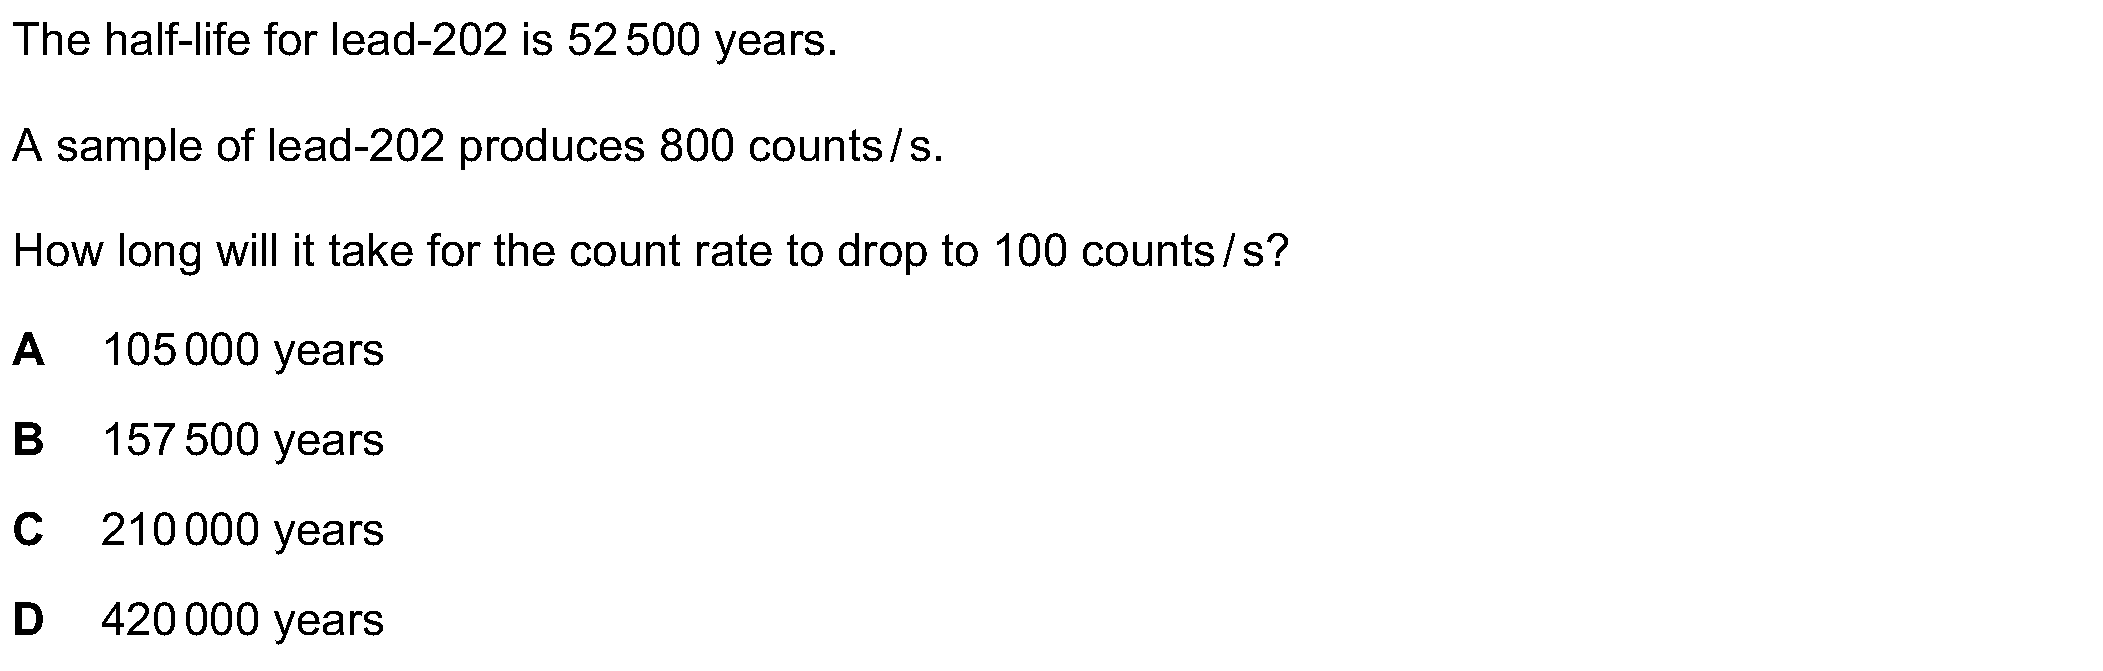 The half-life for lead-202 is 52 500 years.
A sample of lead-202 produces 800 counts / s.
How long will it take for the count rate to drop to 100 counts / s?
A 105 000 years
B 157 500 years
C 210 000 years
D 420 000 years